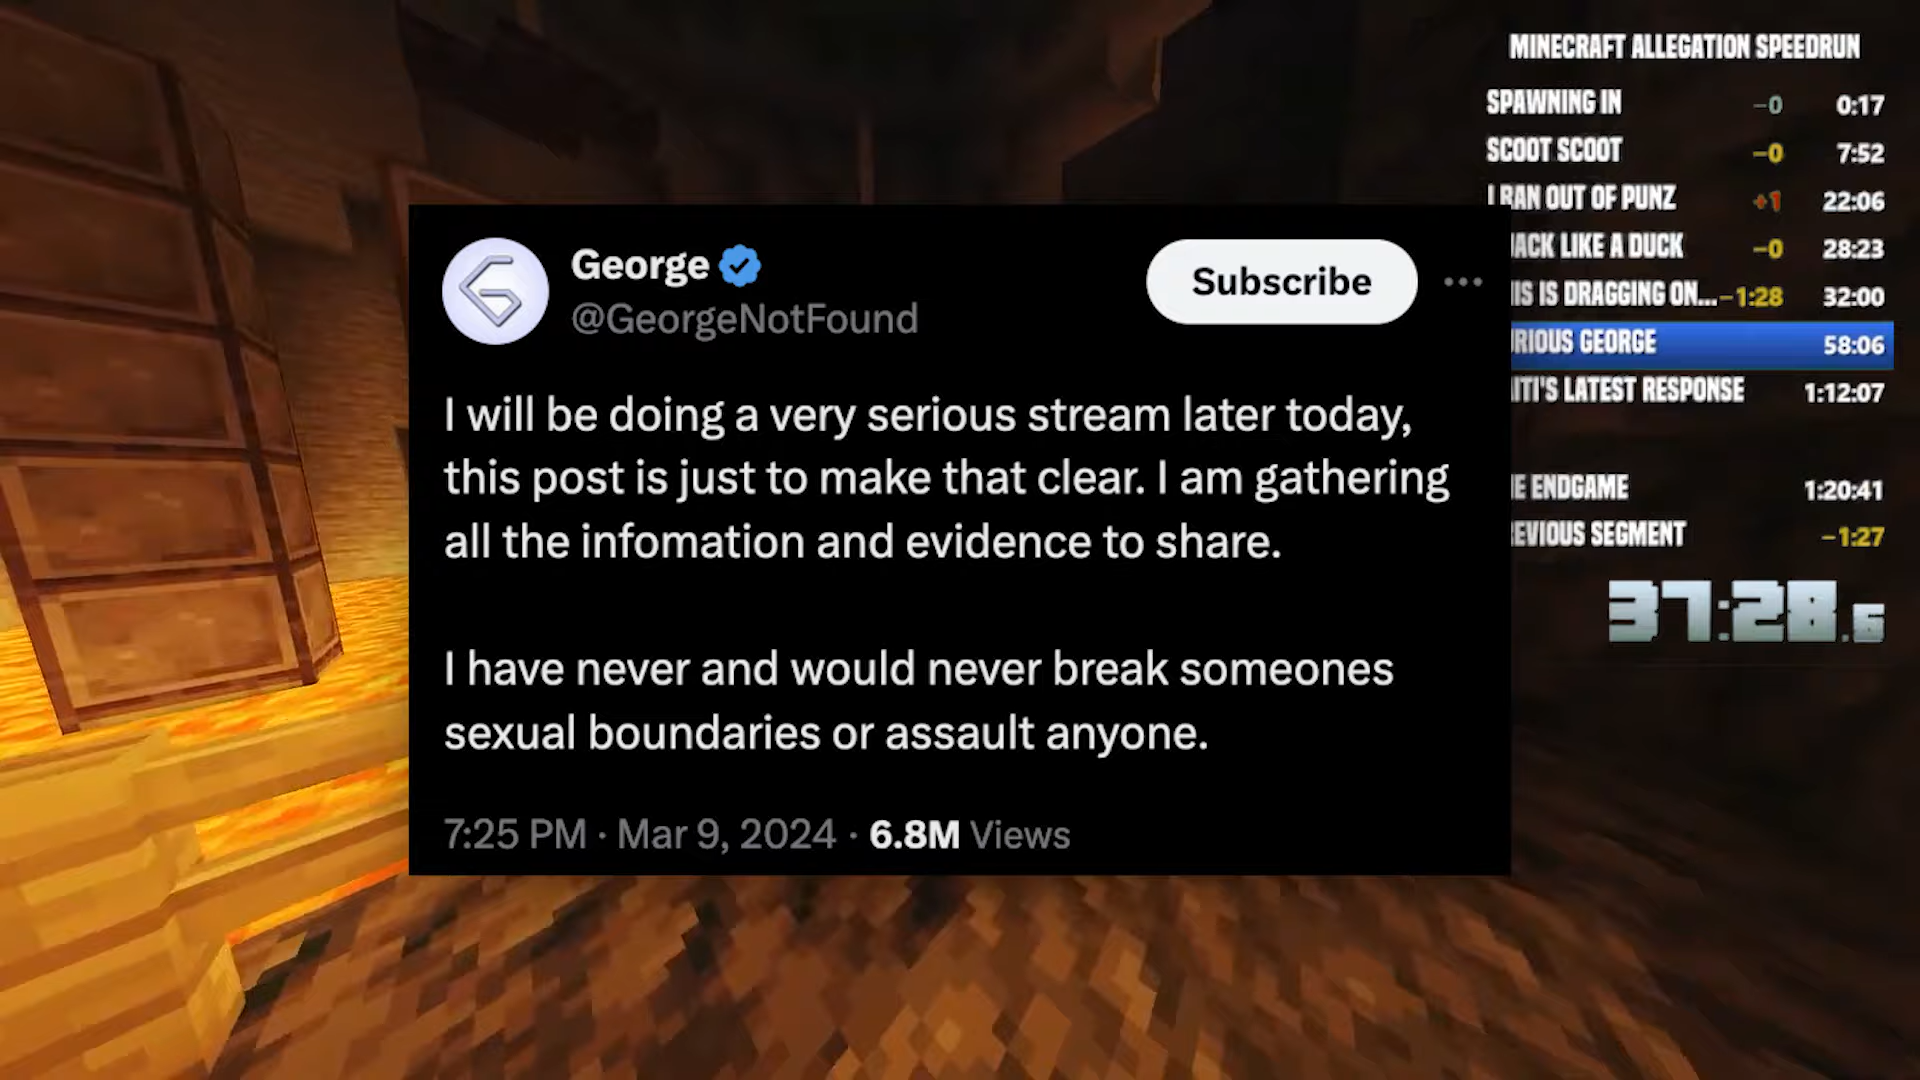 MINECRAFT ALLEGATION SPEEDRUN
SPAWNING IN −0 0:17
SCOOT SCOOT −0 7:52
I RAN OUT OF PUNZ +1 22:06
ACK LIKE A DUCK −0 28:23
IS IS DRAGGING ON... −1:28 32:00
RIOUS GEORGE 58:06
ITI'S LATEST RESPONSE 1:12:07
E ENDGAME 1:20:41
EVIOUS SEGMENT −1:27
37:28.5
George
@GeorgeNotFound
Subscribe
I will be doing a very serious stream later today,
this post is just to make that clear. I am gathering
all the infomation and evidence to share.
I have never and would never break someones
sexual boundaries or assault anyone.
7:25 PM · Mar 9, 2024 · 6.8M Views